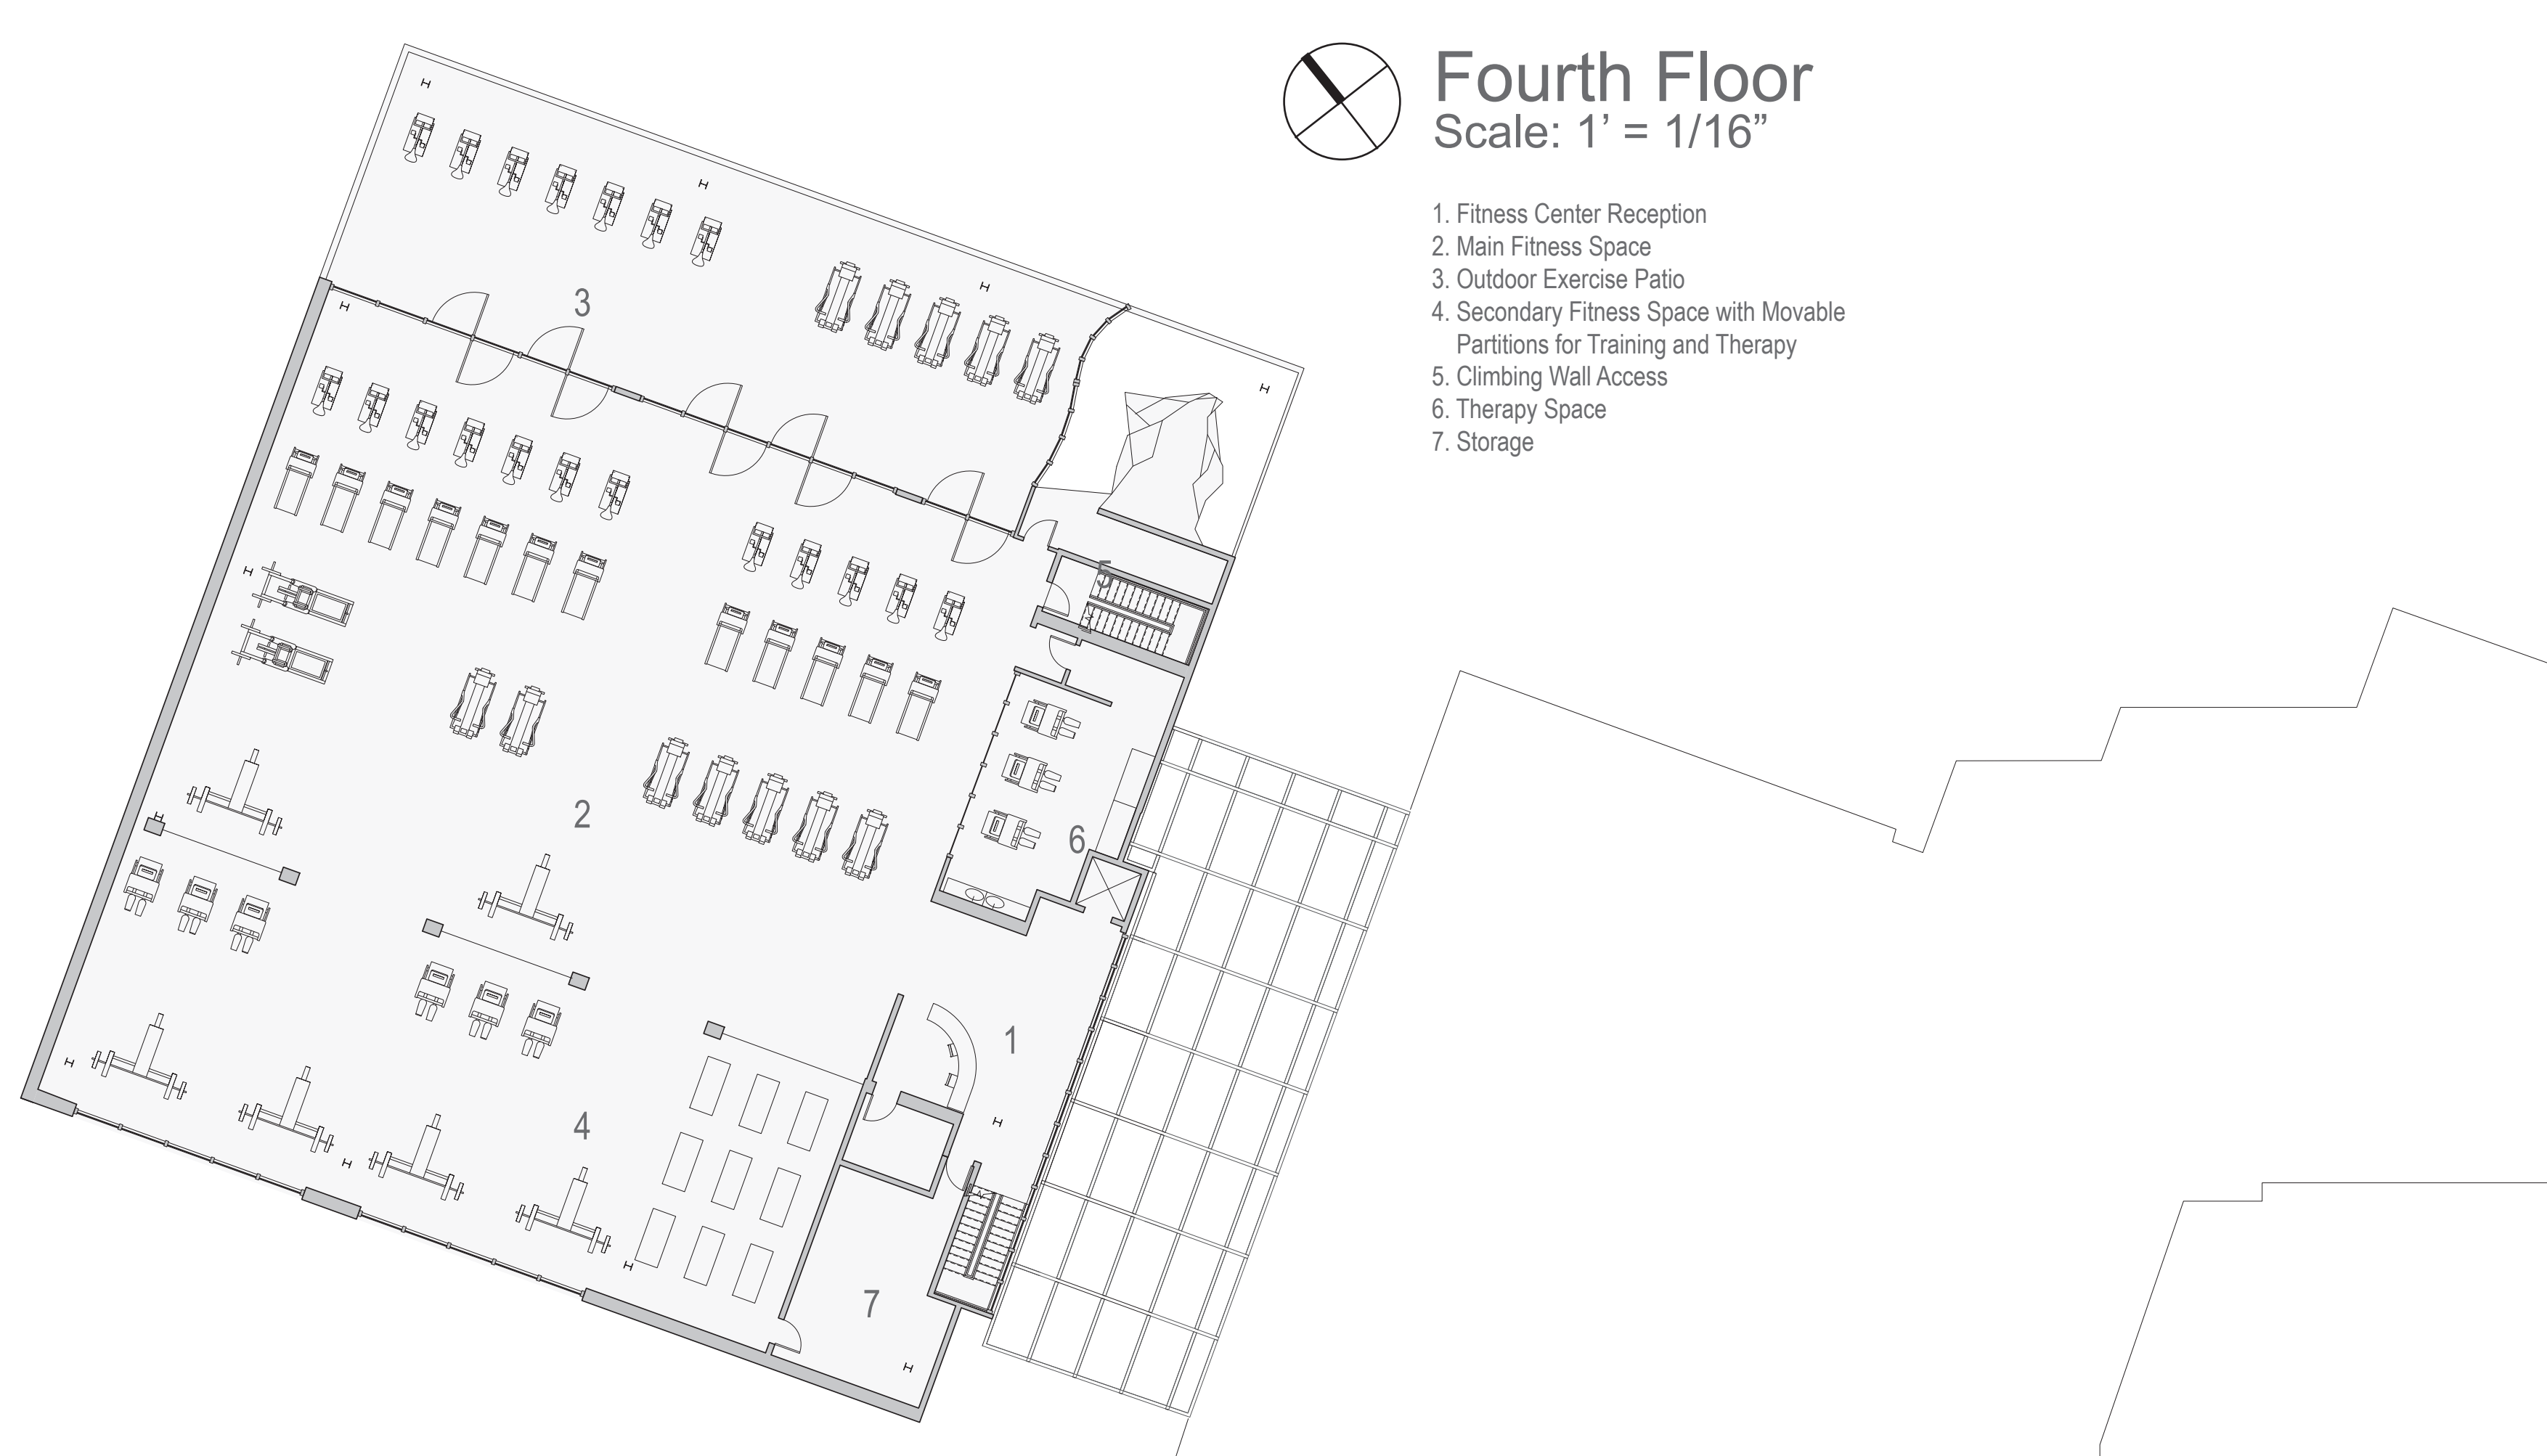 Fourth Floor
Scale: 1’ = 1/16”
1. Fitness Center Reception
2. Main Fitness Space
3. Outdoor Exercise Patio
4. Secondary Fitness Space with Movable
Partitions for Training and Therapy
5. Climbing Wall Access
6. Therapy Space
7. Storage
3
5
2
6
1
4
7